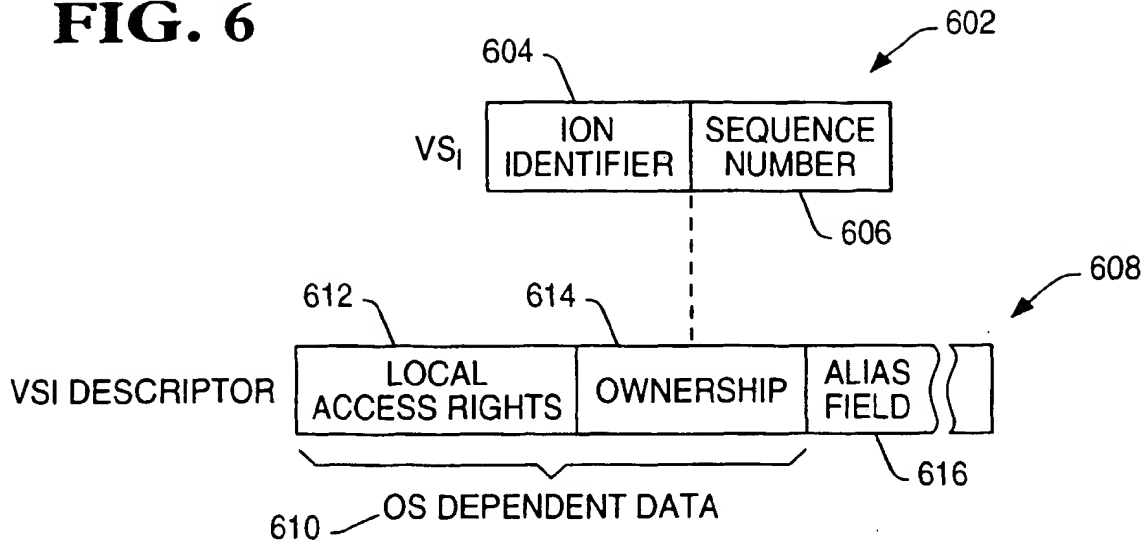 FIG. 6
604
602
VSI
ION IDENTIFIER
SEQUENCE NUMBER
606
608
612
614
VSI DESCRIPTOR
LOCAL ACCESS RIGHTS
OWNERSHIP
ALIAS FIELD
616
610
OS DEPENDENT DATA